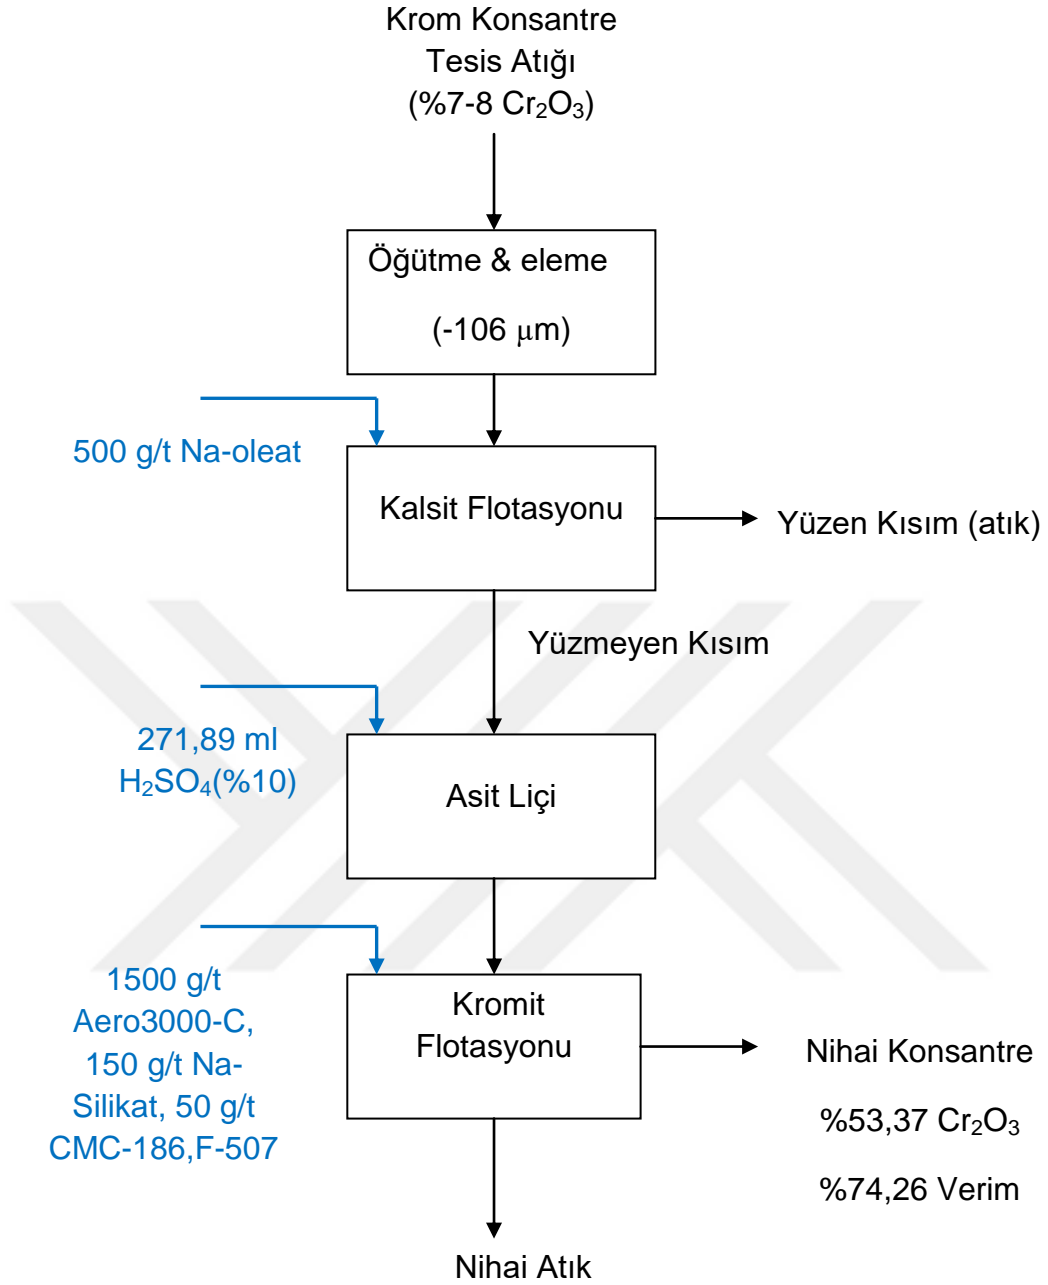 Krom Konsantre
Tesis Atığı
(%7-8 Cr₂O₃)
Öğütme & eleme
(-106 μm)
500 g/t Na-oleat
Kalsit Flotasyonu
Yüzen Kısım (atık)
Yüzmeyen Kısım
271,89 ml
H₂SO₄(%10)
Asit Liçi
1500 g/t
Aero3000-C,
150 g/t Na-
Silikat, 50 g/t
CMC-186,F-507
Kromit
Flotasyonu
Nihai Konsantre
%53,37 Cr₂O₃
%74,26 Verim
Nihai Atık